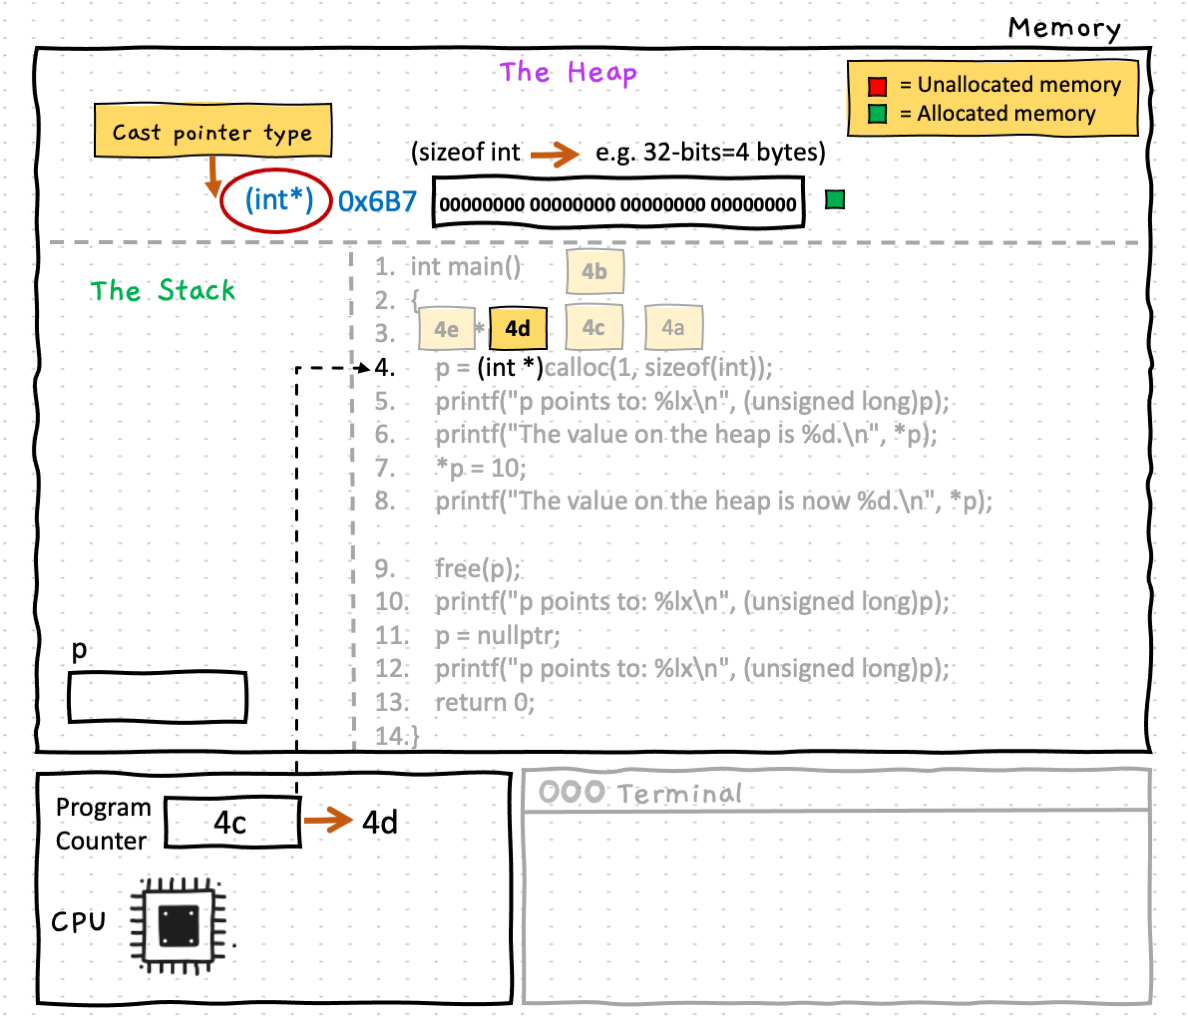 Memory
The Heap
= Unallocated memory
= Allocated memory
Cast pointer type
(sizeof int e.g. 32-bits=4 bytes)
(int*) 0x6B7 00000000 00000000 00000000 00000000
The Stack
1. int main() 4b
2. {
3. 4e * 4d 4c 4a
4. p = (int *)calloc(1, sizeof(int));
5. printf("p points to: %lx\n", (unsigned long)p);
6. printf("The value on the heap is %d.\n", *p);
7. *p = 10;
8. printf("The value on the heap is now %d.\n", *p);
9. free(p);
10. printf("p points to: %lx\n", (unsigned long)p);
11. p = nullptr;
12. printf("p points to: %lx\n", (unsigned long)p);
13. return 0;
14.}
p
Program
Counter
4c 4d
CPU
Terminal